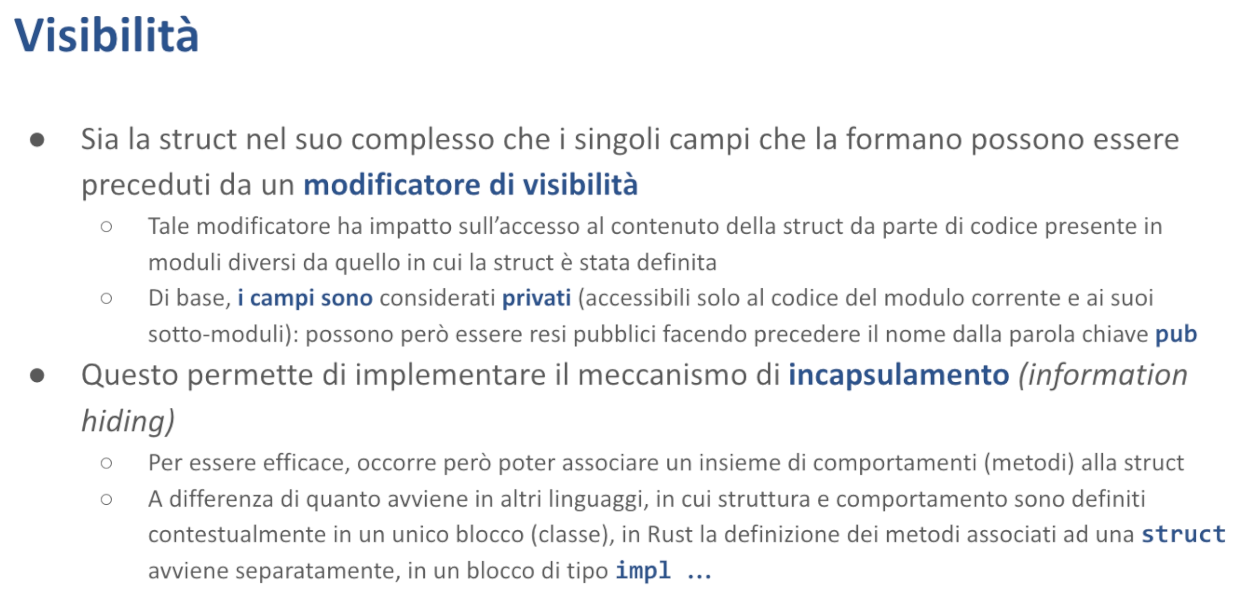 Visibilità
● Sia la struct nel suo complesso che i singoli campi che la formano possono essere
preceduti da un modificatore di visibilità
○ Tale modificatore ha impatto sull’accesso al contenuto della struct da parte di codice presente in
moduli diversi da quello in cui la struct è stata definita
○ Di base, i campi sono considerati privati (accessibili solo al codice del modulo corrente e ai suoi
sotto-moduli): possono però essere resi pubblici facendo precedere il nome dalla parola chiave pub
● Questo permette di implementare il meccanismo di incapsulamento (information
hiding)
○ Per essere efficace, occorre però poter associare un insieme di comportamenti (metodi) alla struct
○ A differenza di quanto avviene in altri linguaggi, in cui struttura e comportamento sono definiti
contestualmente in un unico blocco (classe), in Rust la definizione dei metodi associati ad una struct
avviene separatamente, in un blocco di tipo impl ...